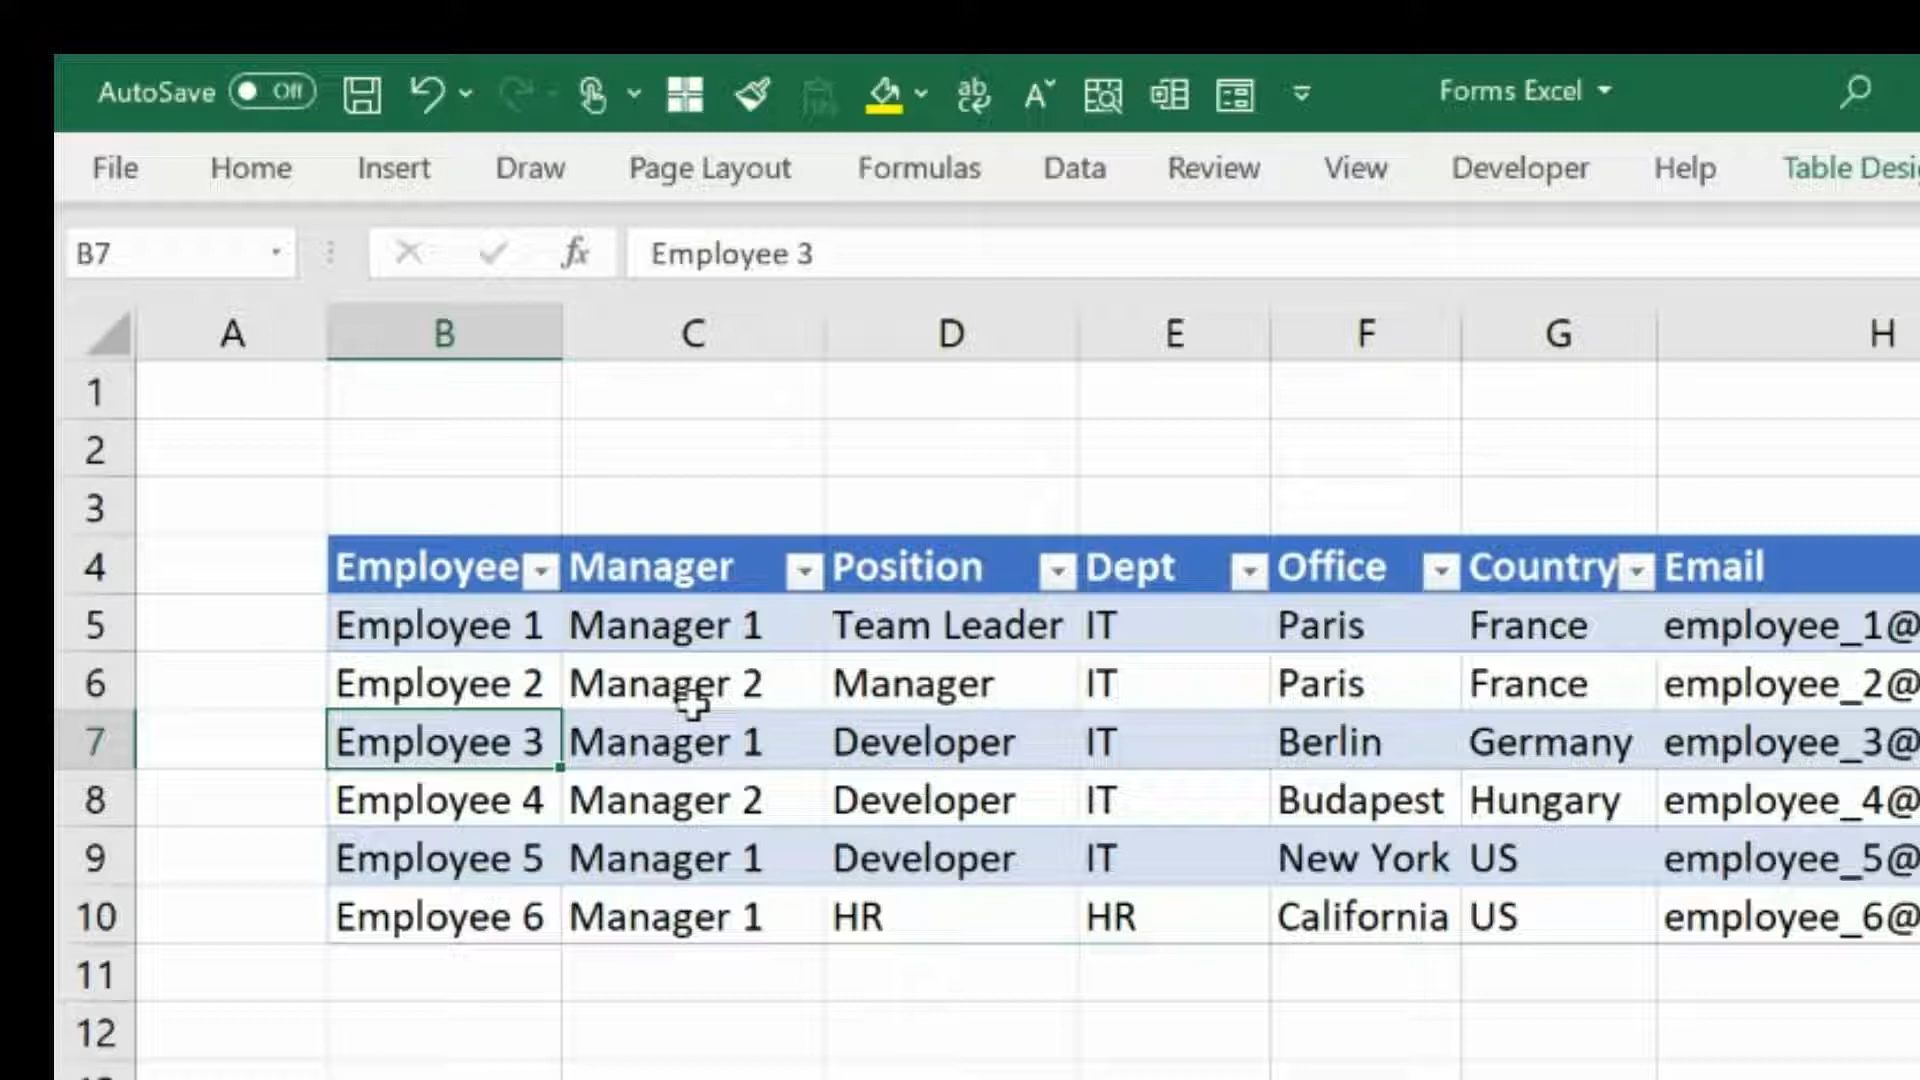 AutoSave Off Forms Excel
File Home Insert Draw Page Layout Formulas Data Review View Developer Help Table Desi
B7 fx Employee 3
A B C D E F G H
1
2
3
4 Employee Manager Position Dept Office Country Email
5 Employee 1 Manager 1 Team Leader IT Paris France employee_1@
6 Employee 2 Manager 2 Manager IT Paris France employee_2@
7 Employee 3 Manager 1 Developer IT Berlin Germany employee_3@
8 Employee 4 Manager 2 Developer IT Budapest Hungary employee_4@
9 Employee 5 Manager 1 Developer IT New York US employee_5@
10 Employee 6 Manager 1 HR HR California US employee_6@
11
12